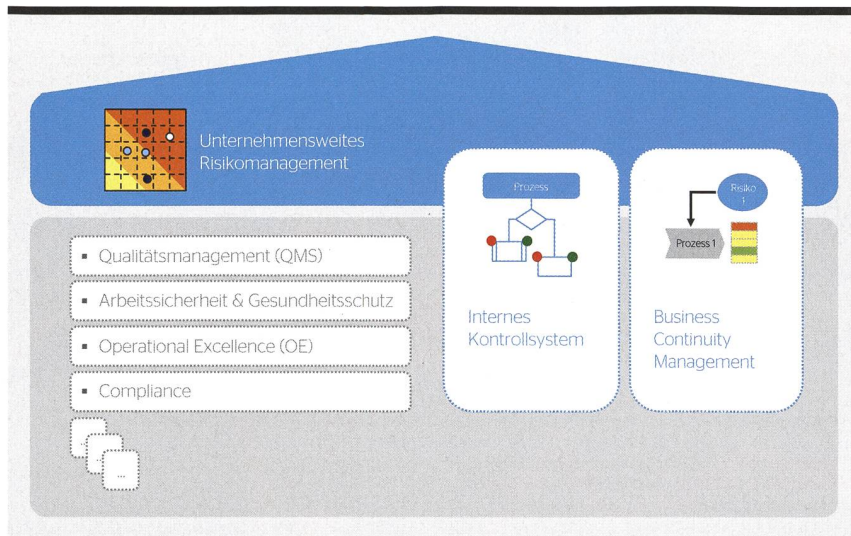 Unternehmensweites
Risikomanagement
▪ Qualitätsmanagement (QMS)
▪ Arbeitssicherheit & Gesundheitsschutz
▪ Operational Excellence (OE)
▪ Compliance
...
...
...
Prozess
Internes
Kontrollsystem
Risiko
1
Prozess 1
Business
Continuity
Management